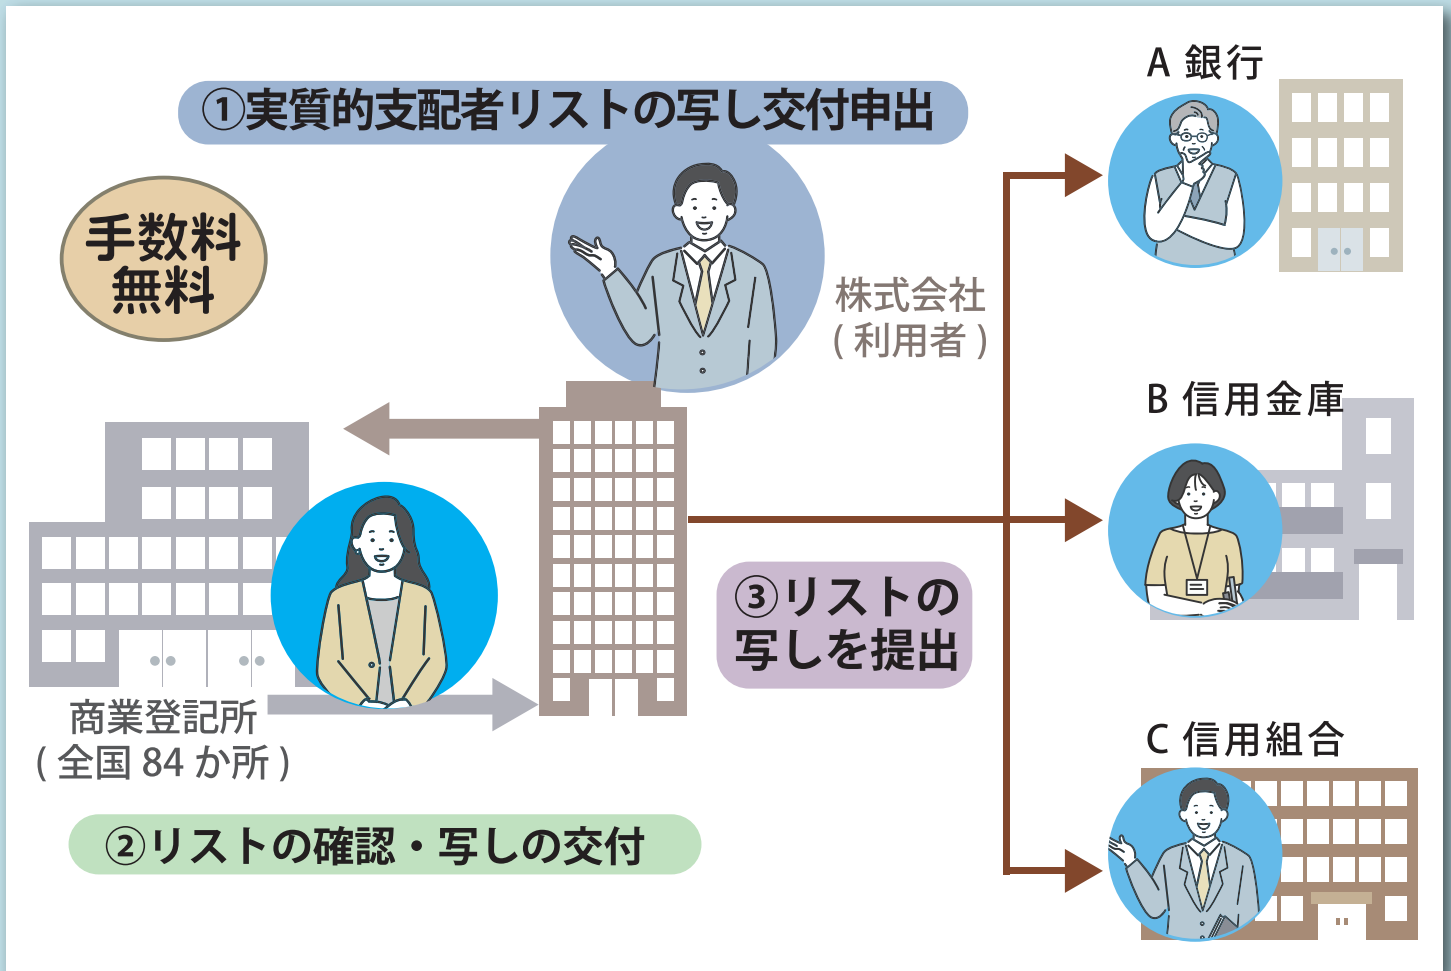 ①実質的支配者リストの写し交付申出
手数料
無料
株式会社
(利用者)
商業登記所
(全国84か所)
②リストの確認・写しの交付
③リストの
写しを提出
A 銀行
B 信用金庫
C 信用組合